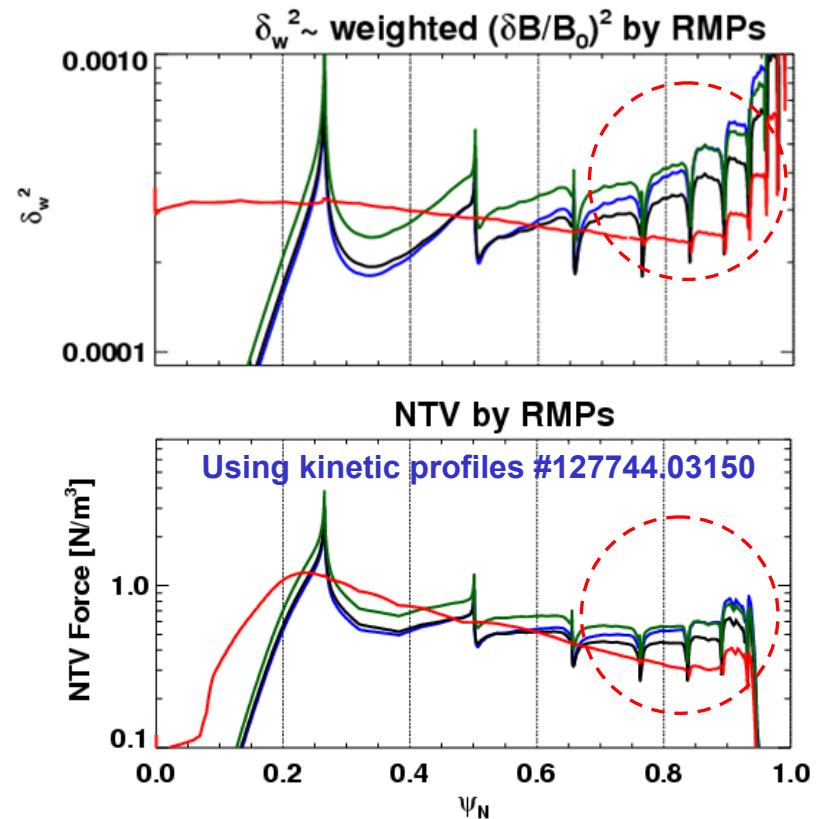 δw²~ weighted (δB/Bo)² by RMPs
0.0010
δw²
0.0001
NTV by RMPs
Using kinetic profiles #127744.03150
NTV Force [N/m³]
1.0
0.1
0.0 0.2 0.4 0.6 0.8 1.0
ψN